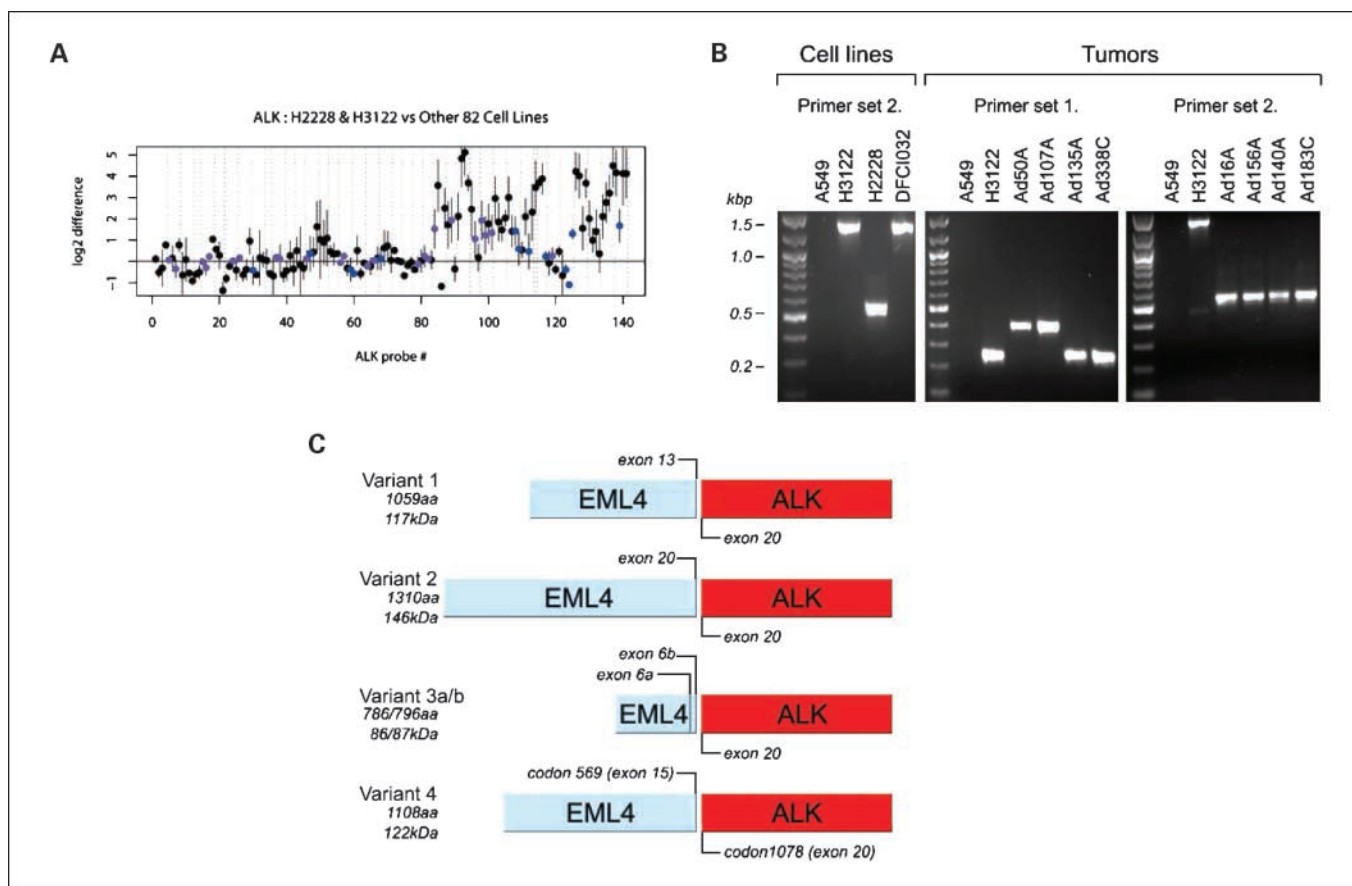 A
ALK : H2228 & H3122 vs Other 82 Cell Lines
log2 difference
5
4
3
2
1
−1
0
20
40
60
80
100
120
140
ALK probe #
B
Cell lines
Tumors
Primer set 2.
Primer set 1.
Primer set 2.
A549
H3122
H2228
DFCI032
A549
H3122
Ad50A
Ad107A
Ad135A
Ad338C
A549
H3122
Ad16A
Ad156A
Ad140A
Ad183C
kbp
1.5
1.0
0.5
0.2
C
Variant 1
1059aa
117kDa
exon 13
EML4
ALK
exon 20
Variant 2
1310aa
146kDa
exon 20
EML4
ALK
exon 20
Variant 3a/b
786/796aa
86/87kDa
exon 6b
exon 6a
EML4
ALK
exon 20
Variant 4
1108aa
122kDa
codon 569 (exon 15)
EML4
ALK
codon1078 (exon 20)